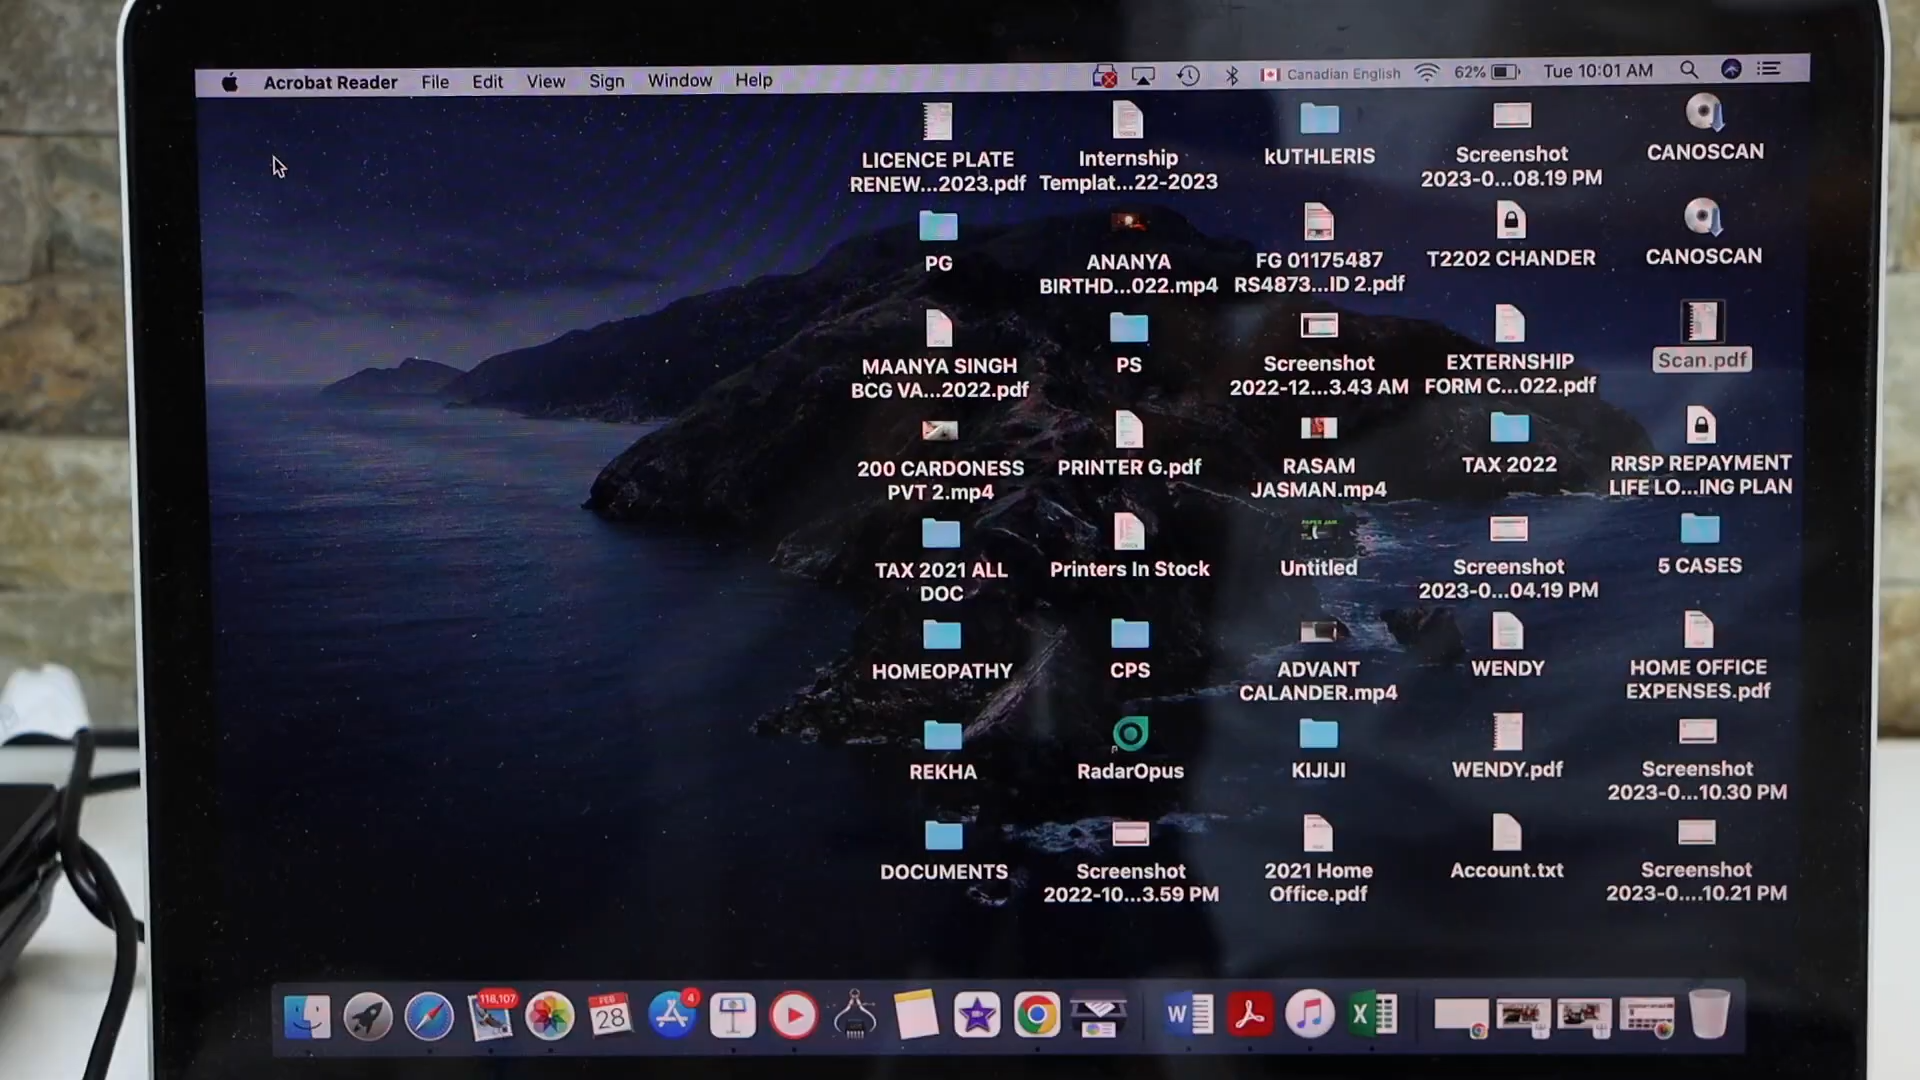 Acrobat Reader File Edit View Sign Window Help Canadian English 62% Tue 10:01 AM
LICENCE PLATE
RENEW...2023.pdf
Internship
Templat...22-2023
kUTHLERIS
Screenshot
2023-0...08.19 PM
CANOSCAN
PG
ANANYA
BIRTHD...022.mp4
FG 01175487
RS4873...ID 2.pdf
T2202 CHANDER
CANOSCAN
MAANYA SINGH
BCG VA...2022.pdf
PS
Screenshot
2022-12...3.43 AM
EXTERNSHIP
FORM C...022.pdf
Scan.pdf
200 CARDONESS
PVT 2.mp4
PRINTER G.pdf
RASAM
JASMAN.mp4
TAX 2022
RRSP REPAYMENT
LIFE LO...ING PLAN
TAX 2021 ALL
DOC
Printers In Stock
PAPER JAM
Untitled
Screenshot
2023-0...04.19 PM
5 CASES
HOMEOPATHY
CPS
ADVANT
CALANDER.mp4
WENDY
HOME OFFICE
EXPENSES.pdf
REKHA
RadarOpus
KIJIJI
WENDY.pdf
Screenshot
2023-0...10.30 PM
DOCUMENTS
Screenshot
2022-10...3.59 PM
2021 Home
Office.pdf
Account.txt
Screenshot
2023-0....10.21 PM
118,107
FEB
28
4
W
X